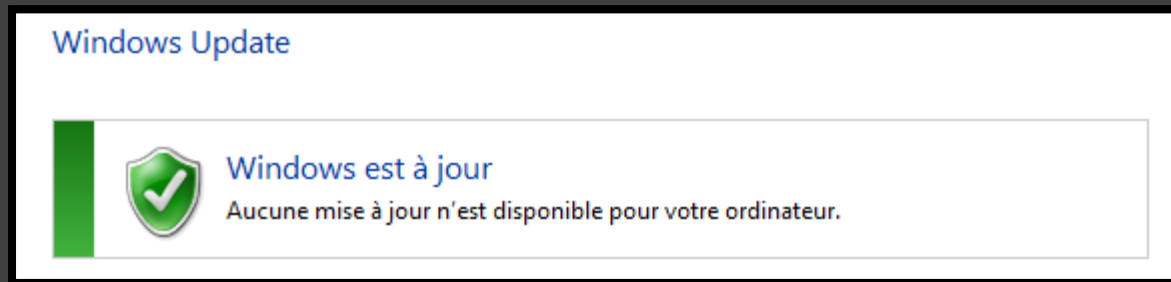 Windows Update
Windows est à jour
Aucune mise à jour n'est disponible pour votre ordinateur.